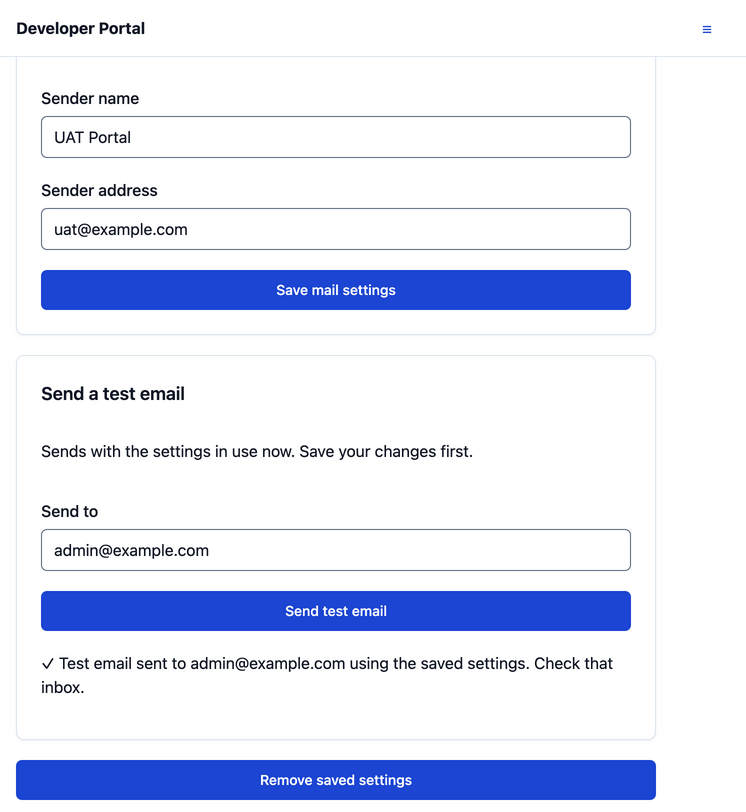 Developer Portal
≡
Sender name
UAT Portal
Sender address
uat@example.com
Save mail settings
Send a test email
Sends with the settings in use now. Save your changes first.
Send to
admin@example.com
Send test email
✓ Test email sent to admin@example.com using the saved settings. Check that
inbox.
Remove saved settings